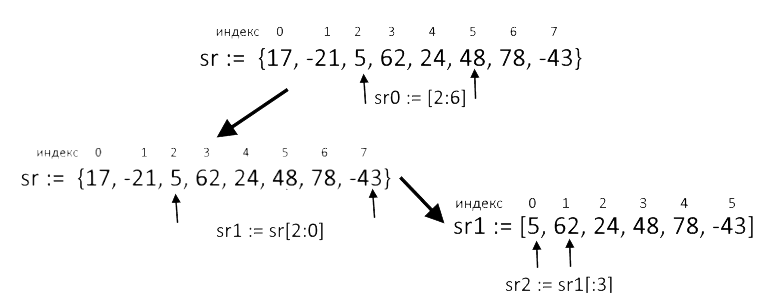 индекс 0 1 2 3 4 5 6 7
sr := {17, -21, 5, 62, 24, 48, 78, -43}
sr0 := [2:6]
индекс 0 1 2 3 4 5 6 7
sr := {17, -21, 5, 62, 24, 48, 78, -43}
sr1 := sr[2:0]
индекс 0 1 2 3 4 5
sr1 := [5, 62, 24, 48, 78, -43]
sr2 := sr1[:3]